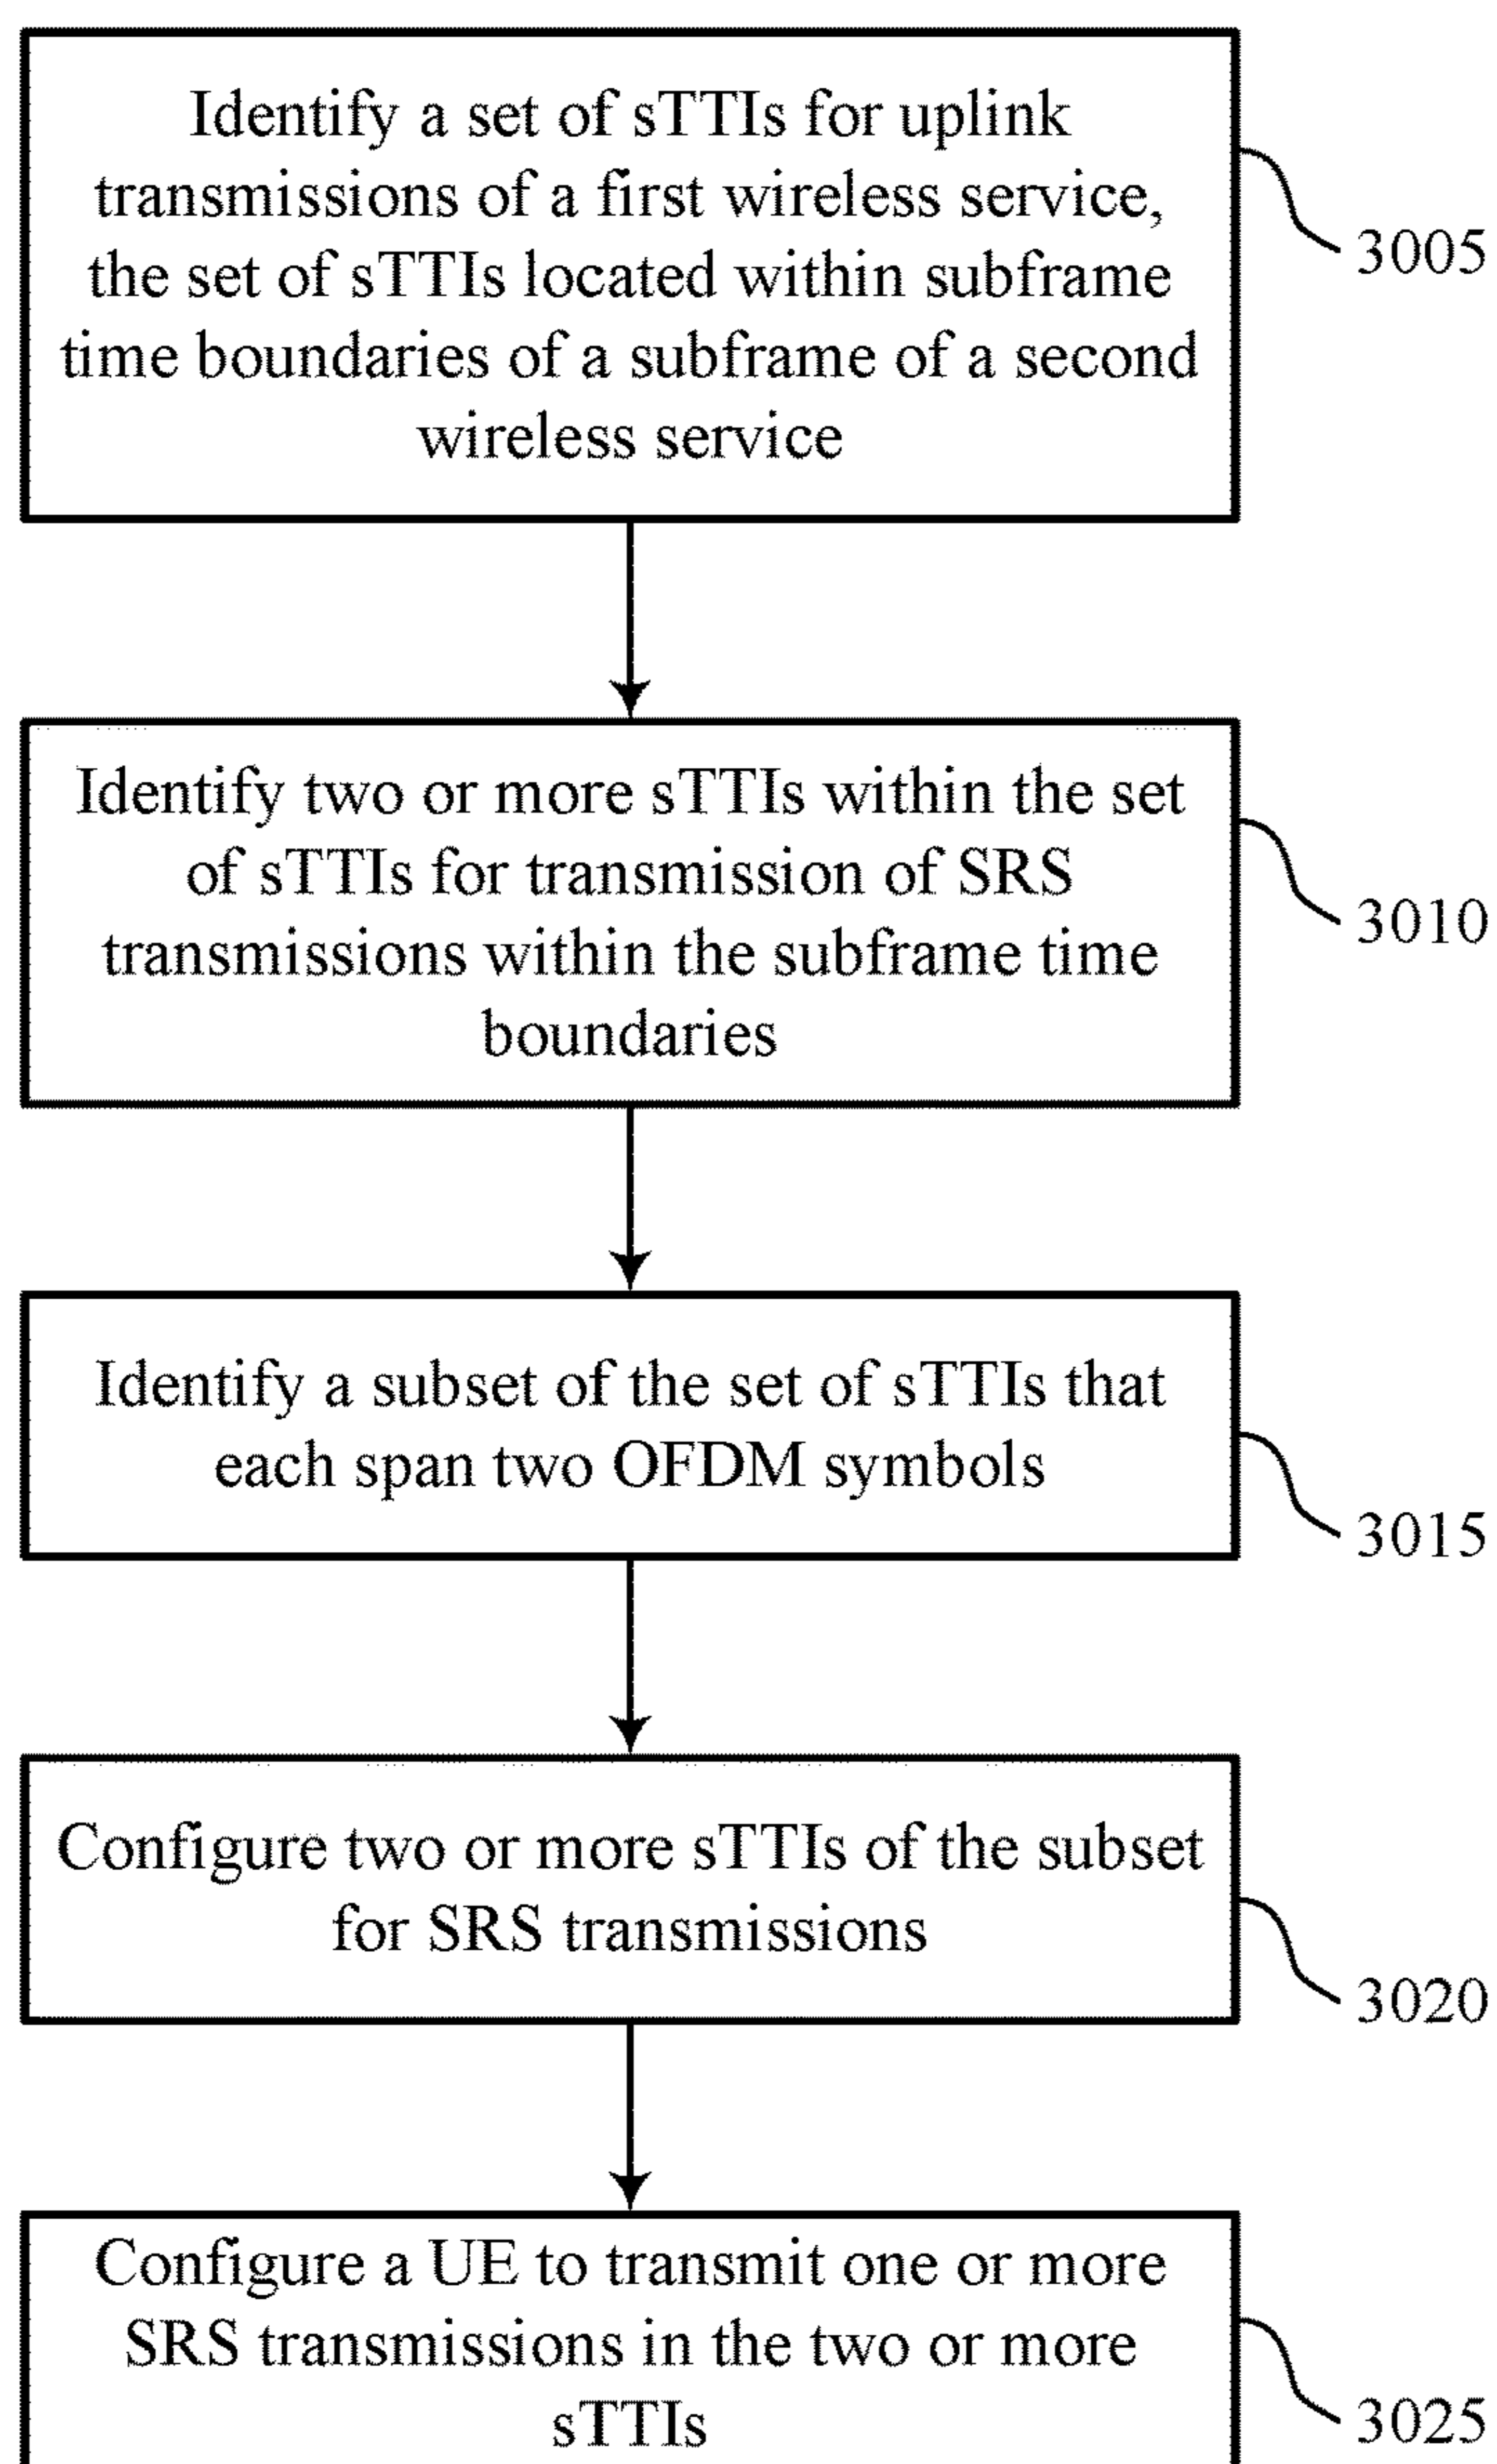 Identify a set of sTTIs for uplink
transmissions of a first wireless service,
the set of sTTIs located within subframe
time boundaries of a subframe of a second
wireless service
3005
Identify two or more sTTIs within the set
of sTTIs for transmission of SRS
transmissions within the subframe time
boundaries
3010
Identify a subset of the set of sTTIs that
each span two OFDM symbols
3015
Configure two or more sTTIs of the subset
for SRS transmissions
3020
Configure a UE to transmit one or more
SRS transmissions in the two or more
sTTIs
3025